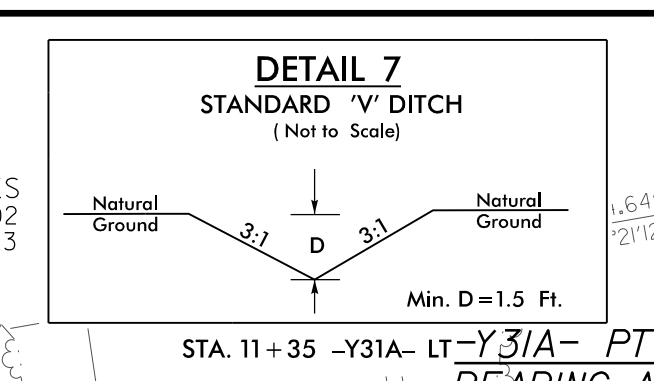 DETAIL 7
STANDARD 'V' DITCH
( Not to Scale)
Natural
Ground
3:1
D
3:1
Natural
Ground
Min. D=1.5 Ft.
STA. 11+35 -Y31A- LT
-Y31A- PT